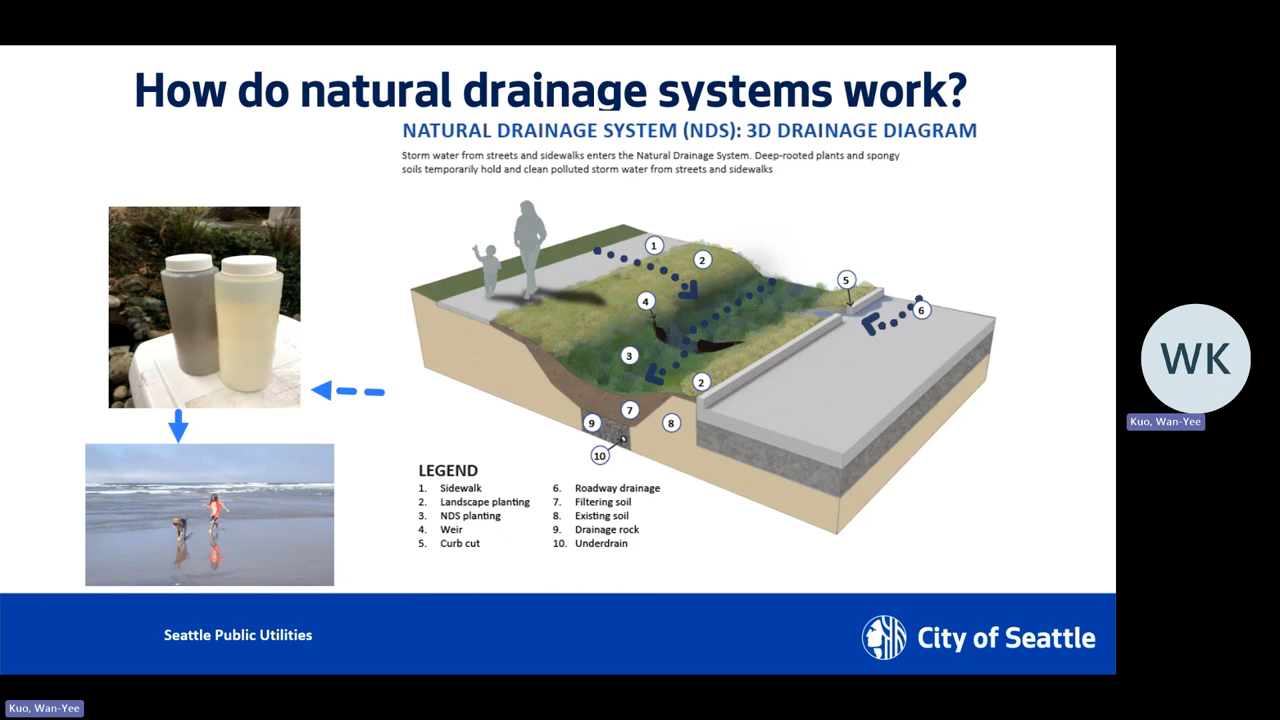 How do natural drainage systems work?
NATURAL DRAINAGE SYSTEM (NDS): 3D DRAINAGE DIAGRAM
Storm water from streets and sidewalks enters the Natural Drainage System. Deep-rooted plants and spongy
soils temporarily hold and clean polluted storm water from streets and sidewalks
1
2
5
4
6
3
2
7
9
8
10
LEGEND
1. Sidewalk
2. Landscape planting
3. NDS planting
4. Weir
5. Curb cut
6. Roadway drainage
7. Filtering soil
8. Existing soil
9. Drainage rock
10. Underdrain
Seattle Public Utilities
City of Seattle
WK
Kuo, Wan-Yee
Kuo, Wan-Yee